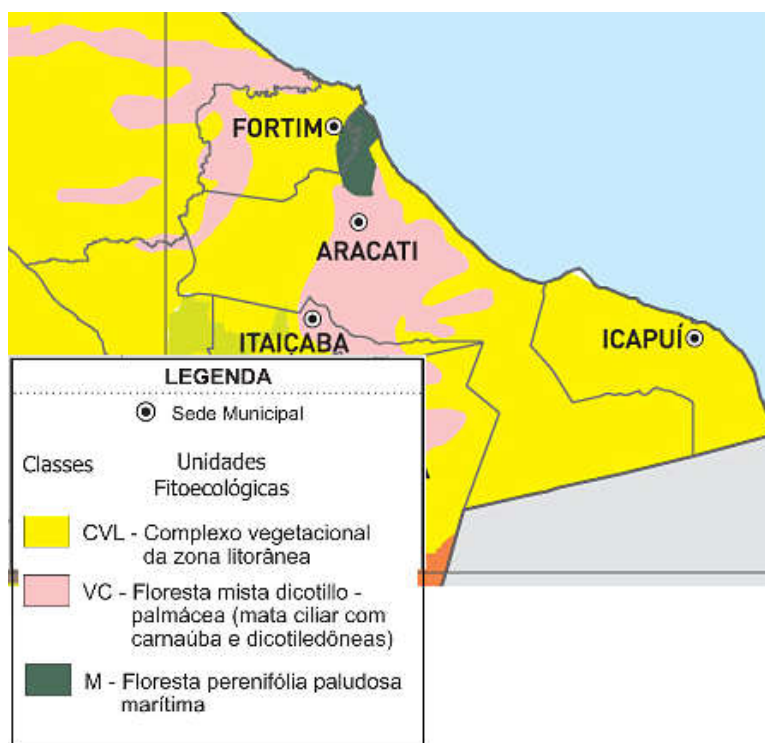 FORTIM
ARACATI
ITAIÇABA
ICAPUÍ
LEGENDA
Sede Municipal
Classes
Unidades
Fitoecológicas
CVL - Complexo vegetacional
da zona litorânea
VC - Floresta mista dicotillo -
palmácea (mata ciliar com
carnaúba e dicotiledôneas)
M - Floresta perenifólia paludosa
marítima